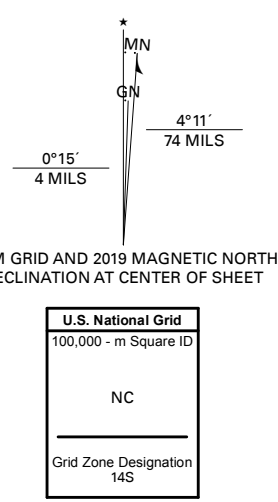 ★
MN
GN
4°11´
74 MILS
0°15´
4 MILS
M GRID AND 2019 MAGNETIC NORTH
ECLINATION AT CENTER OF SHEET
U.S. National Grid
100,000 - m Square ID
NC
Grid Zone Designation
14S